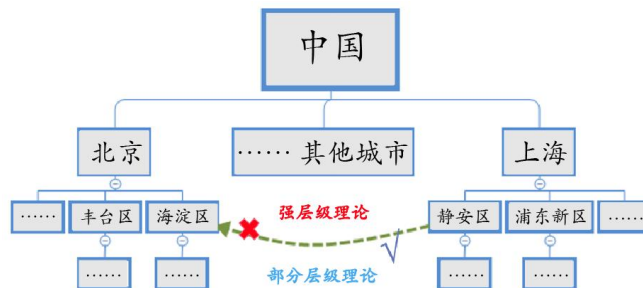 中国
北京
…… 其他城市
上海
……
丰台区
海淀区
强层级理论
静安区
浦东新区
……
……
……
部分层级理论
……
……